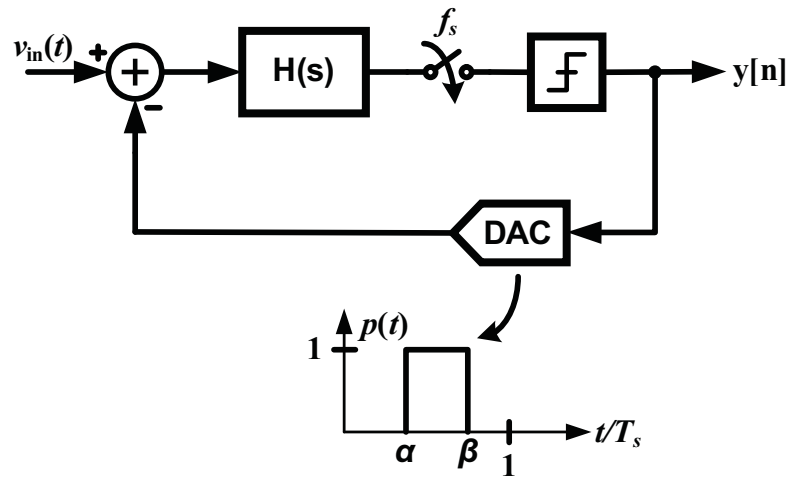 v_in(t)
+
+
−
H(s)
f_s
y[n]
DAC
p(t)
1
α
β
1
t/T_s